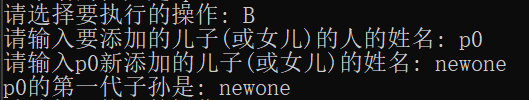 请选择要执行的操作: B
请输入要添加的儿子(或女儿)的人的姓名: p0
请输入p0新添加的儿子(或女儿)的姓名: newone
p0的第一代子孙是: newone